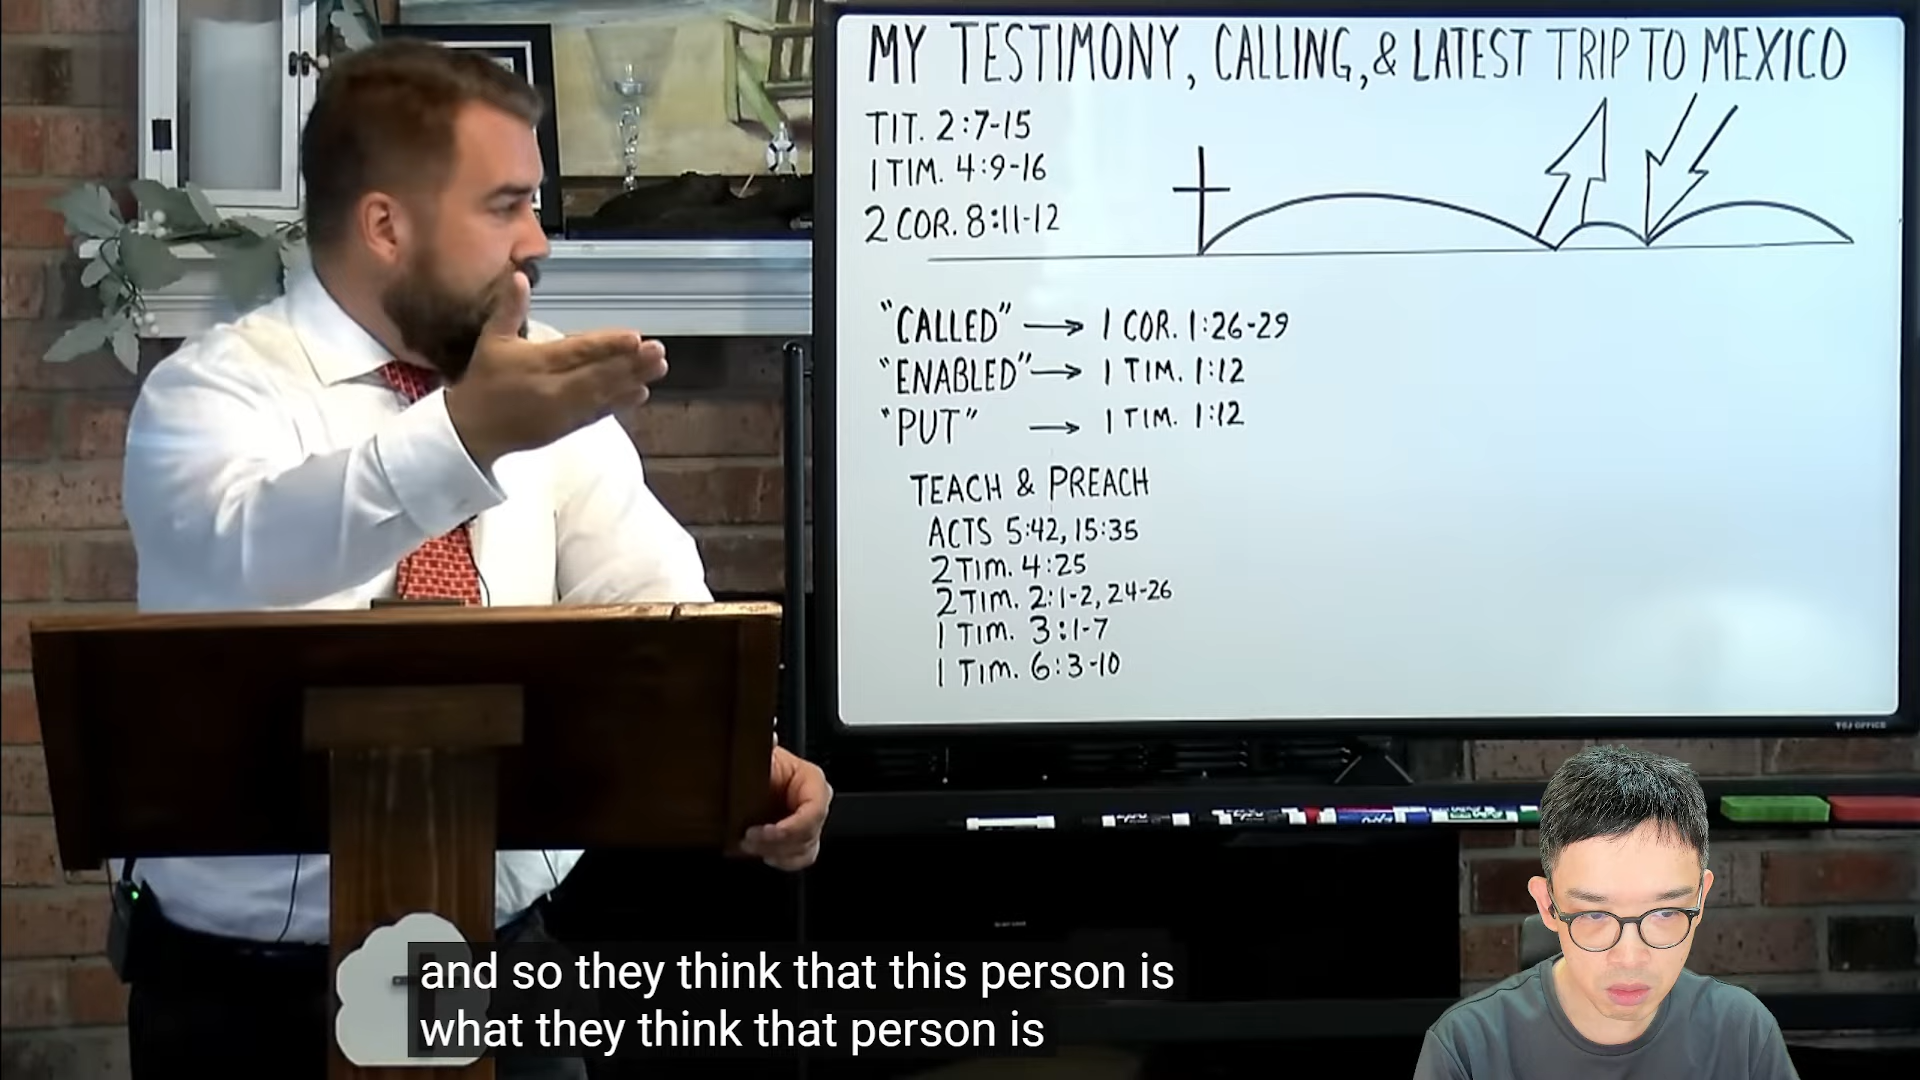 MY TESTIMONY, CALLING, & LATEST TRIP TO MEXICO
TIT. 2:7-15
1 TIM. 4:9-16
2 COR. 8:11-12
"CALLED" → 1 COR. 1:26-29
"ENABLED" → 1 TIM. 1:12
"PUT" → 1 TIM. 1:12
TEACH & PREACH
ACTS 5:42, 15:35
2 TIM. 4:25
2 TIM. 2:1-2, 24-26
1 TIM. 3:1-7
1 TIM. 6:3-10
and so they think that this person is
what they think that person is